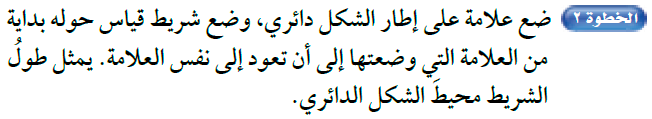 الخطوة ٢ ضع علامة على إطار الشكل دائري، وضع شريط قياس حوله بداية
من العلامة التي وضعتها إلى أن تعود إلى نفس العلامة. يمثل طولُ
الشريط محيطَ الشكل الدائري.